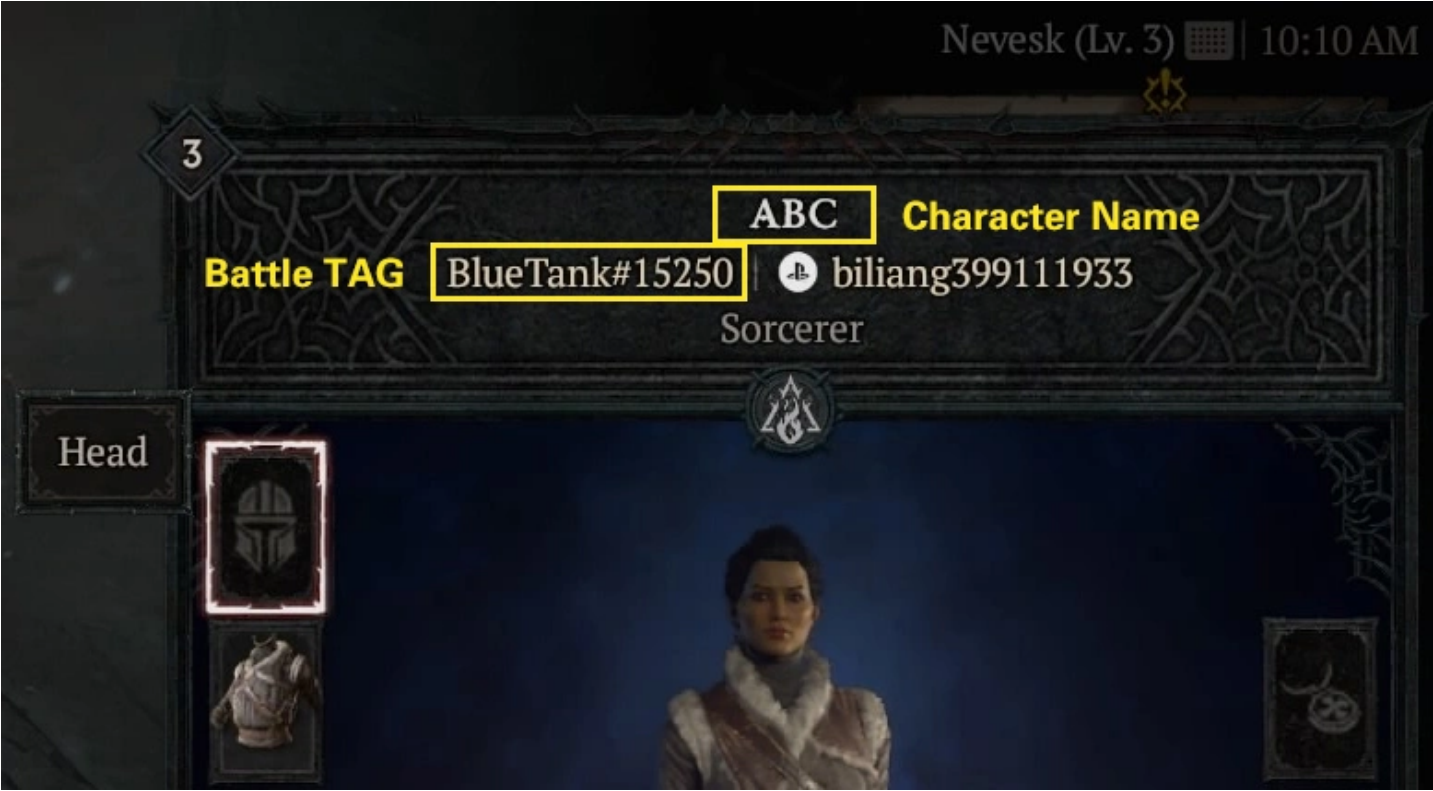 Nevesk (Lv. 3) 10:10 AM
3
ABC Character Name
Battle TAG BlueTank#15250 | biliang399111933
Sorcerer
Head